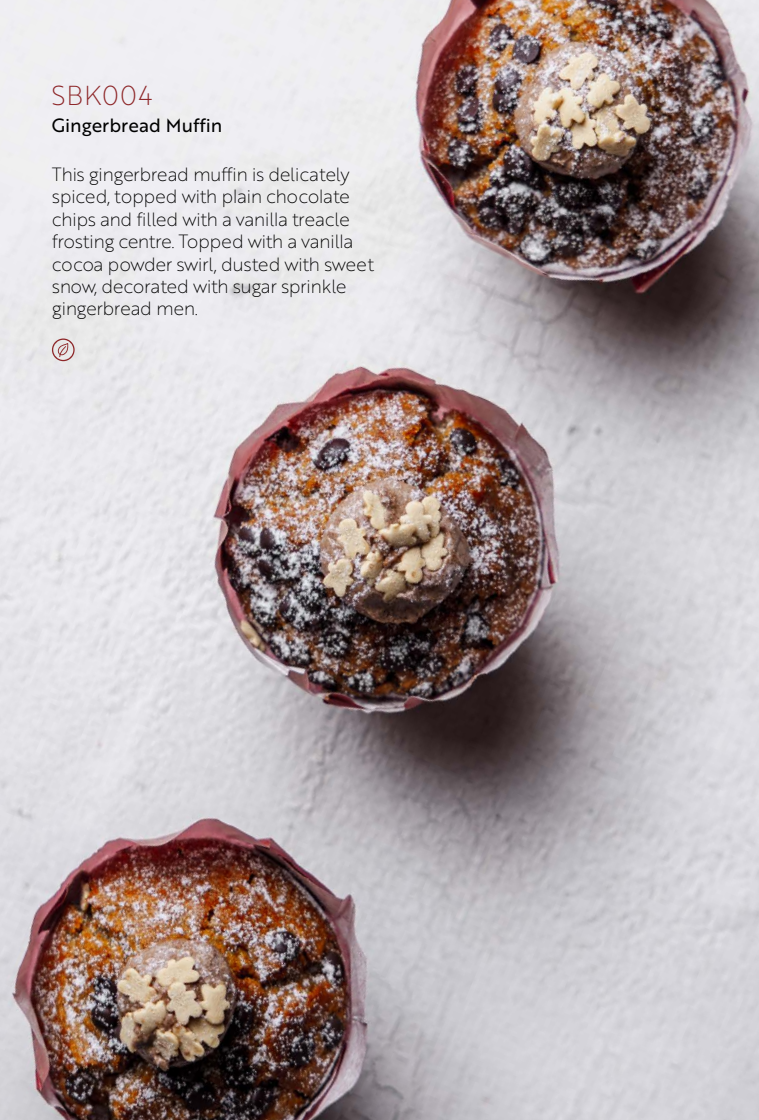 SBK004
Gingerbread Muffin
This gingerbread muffin is delicately
spiced, topped with plain chocolate
chips and filled with a vanilla treacle
frosting centre. Topped with a vanilla
cocoa powder swirl, dusted with sweet
snow, decorated with sugar sprinkle
gingerbread men.